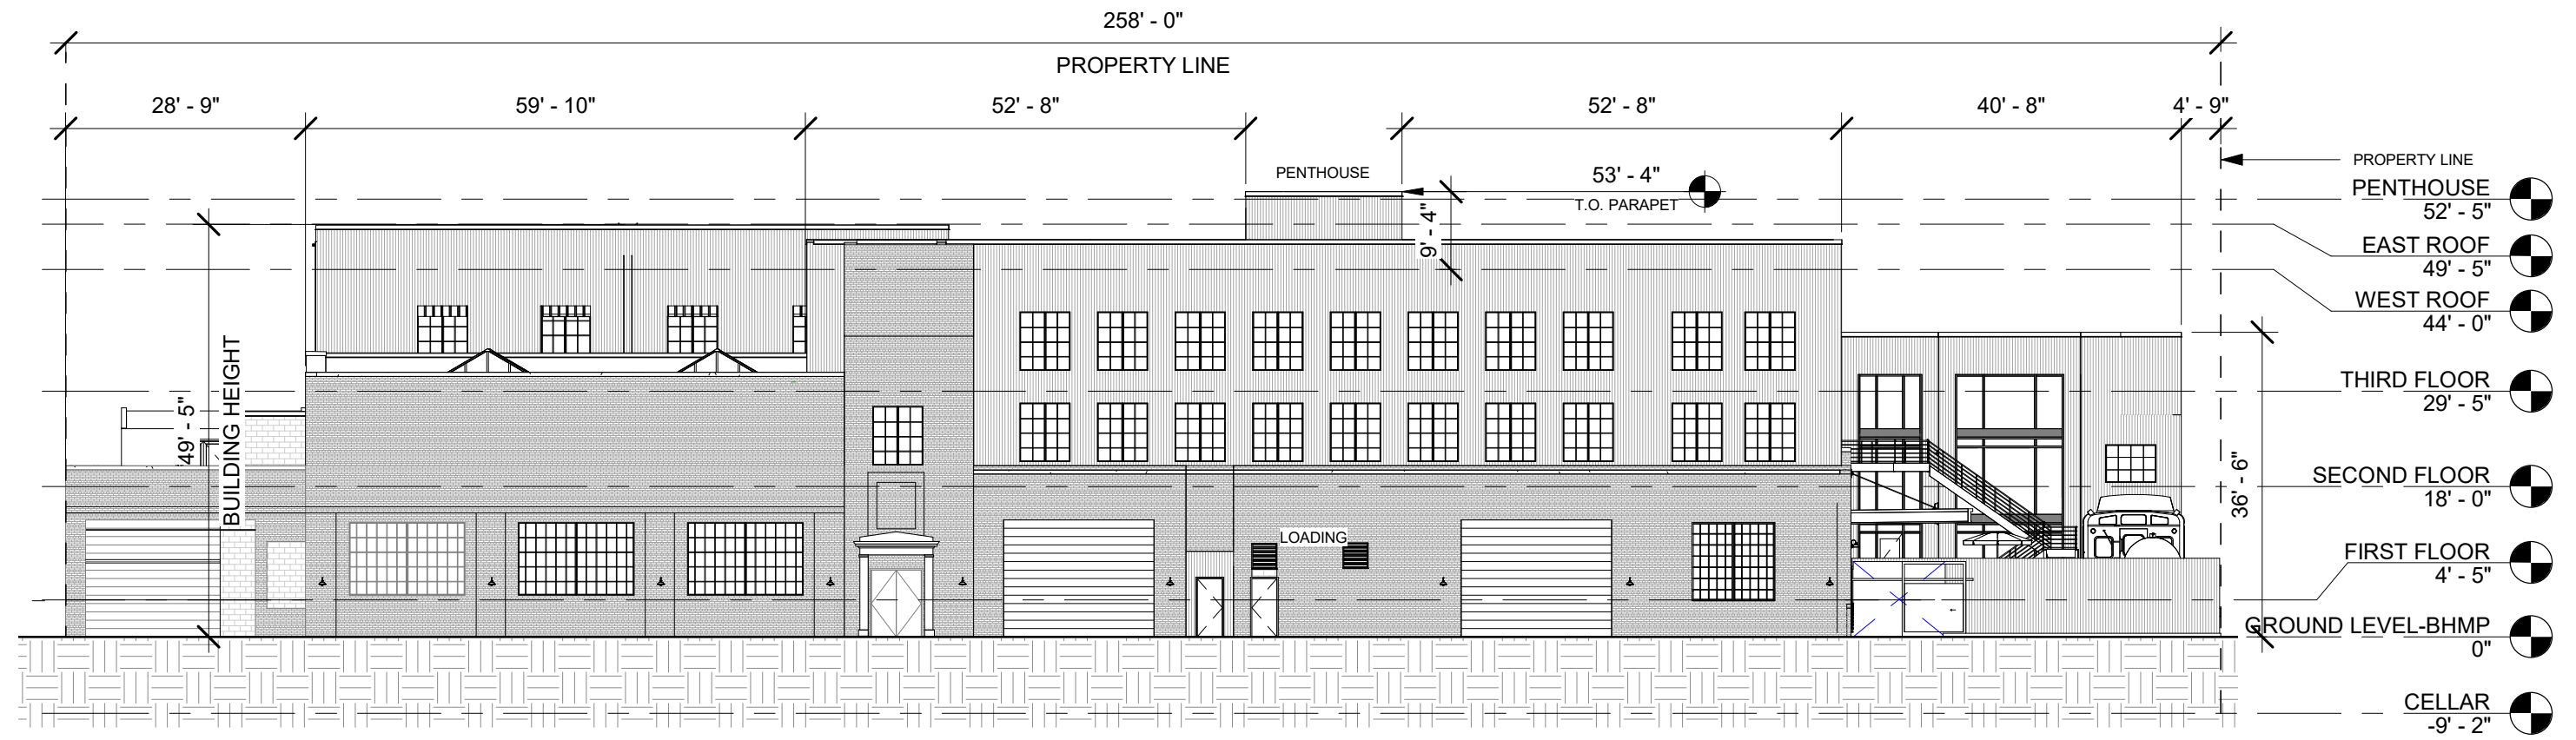 258' - 0"
PROPERTY LINE
28' - 9"
59' - 10"
52' - 8"
52' - 8"
40' - 8"
4' - 9"
PROPERTY LINE
PENTHOUSE
53' - 4"
T.O. PARAPET
9' - 4"
PENTHOUSE
52' - 5"
EAST ROOF
49' - 5"
WEST ROOF
44' - 0"
THIRD FLOOR
29' - 5"
49' - 5"
BUILDING HEIGHT
36' - 6"
SECOND FLOOR
18' - 0"
LOADING
FIRST FLOOR
4' - 5"
GROUND LEVEL-BHMP
0"
CELLAR
-9' - 2"